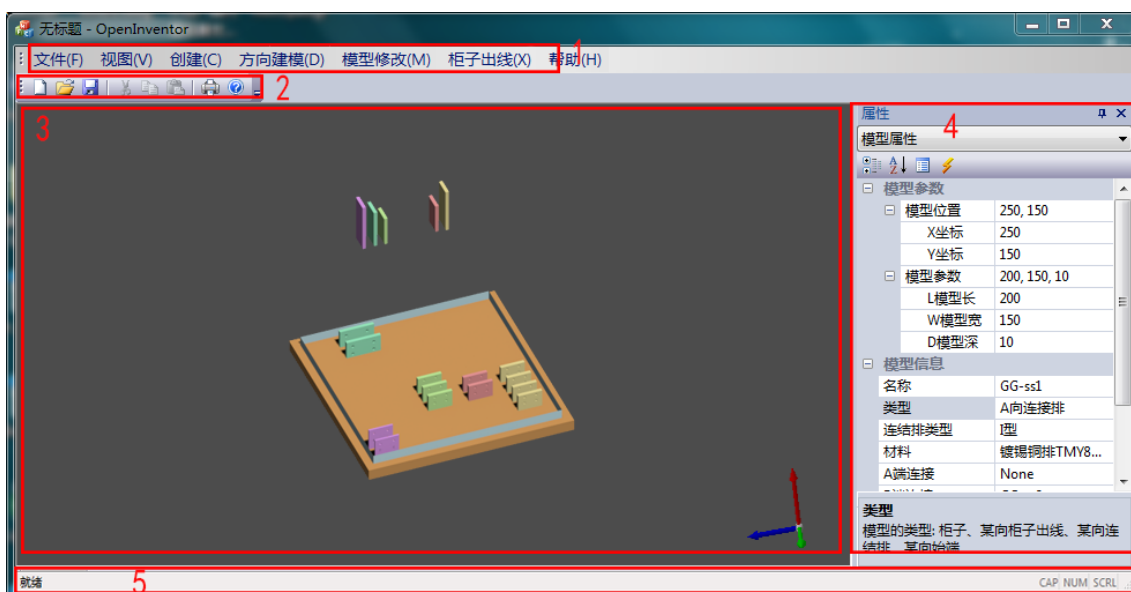 无标题 - OpenInventor
文件(F) 视图(V) 创建(C) 方向建模(D) 模型修改(M) 柜子出线(X) 帮助(H)
1
2
3
属性
4
模型属性
模型参数
模型位置 250, 150
X坐标 250
Y坐标 150
模型参数 200, 150, 10
L模型长 200
W模型宽 150
D模型深 10
模型信息
名称 GG-ss1
类型 A向连接排
连结排类型 I型
材料 镀锡铜排TMY8...
A端连接 None
类型
模型的类型: 柜子、某向柜子出线、某向连
结排、某向始端
就绪
5
CAP NUM SCRL